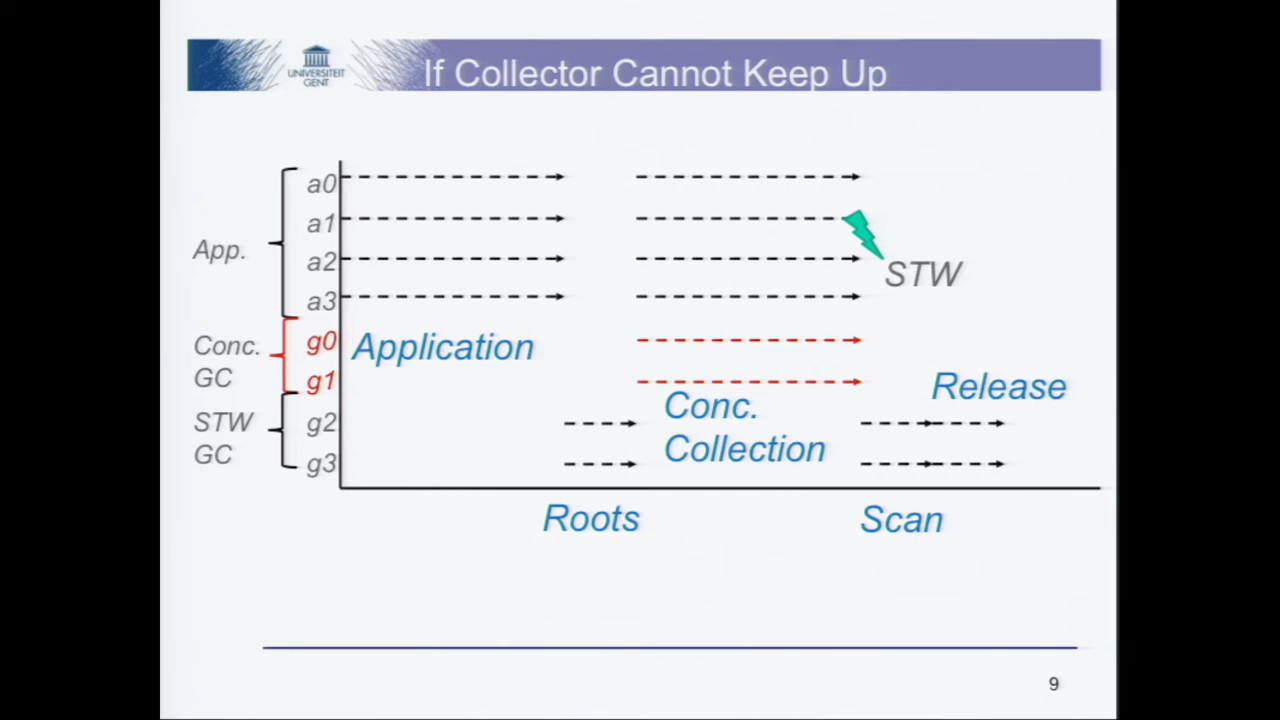 UNIVERSITEIT
GENT
If Collector Cannot Keep Up
a0
a1
App.
a2
STW
a3
Conc.
GC
g0
Application
g1
Release
Conc.
Collection
STW
GC
g2
g3
Roots
Scan
9